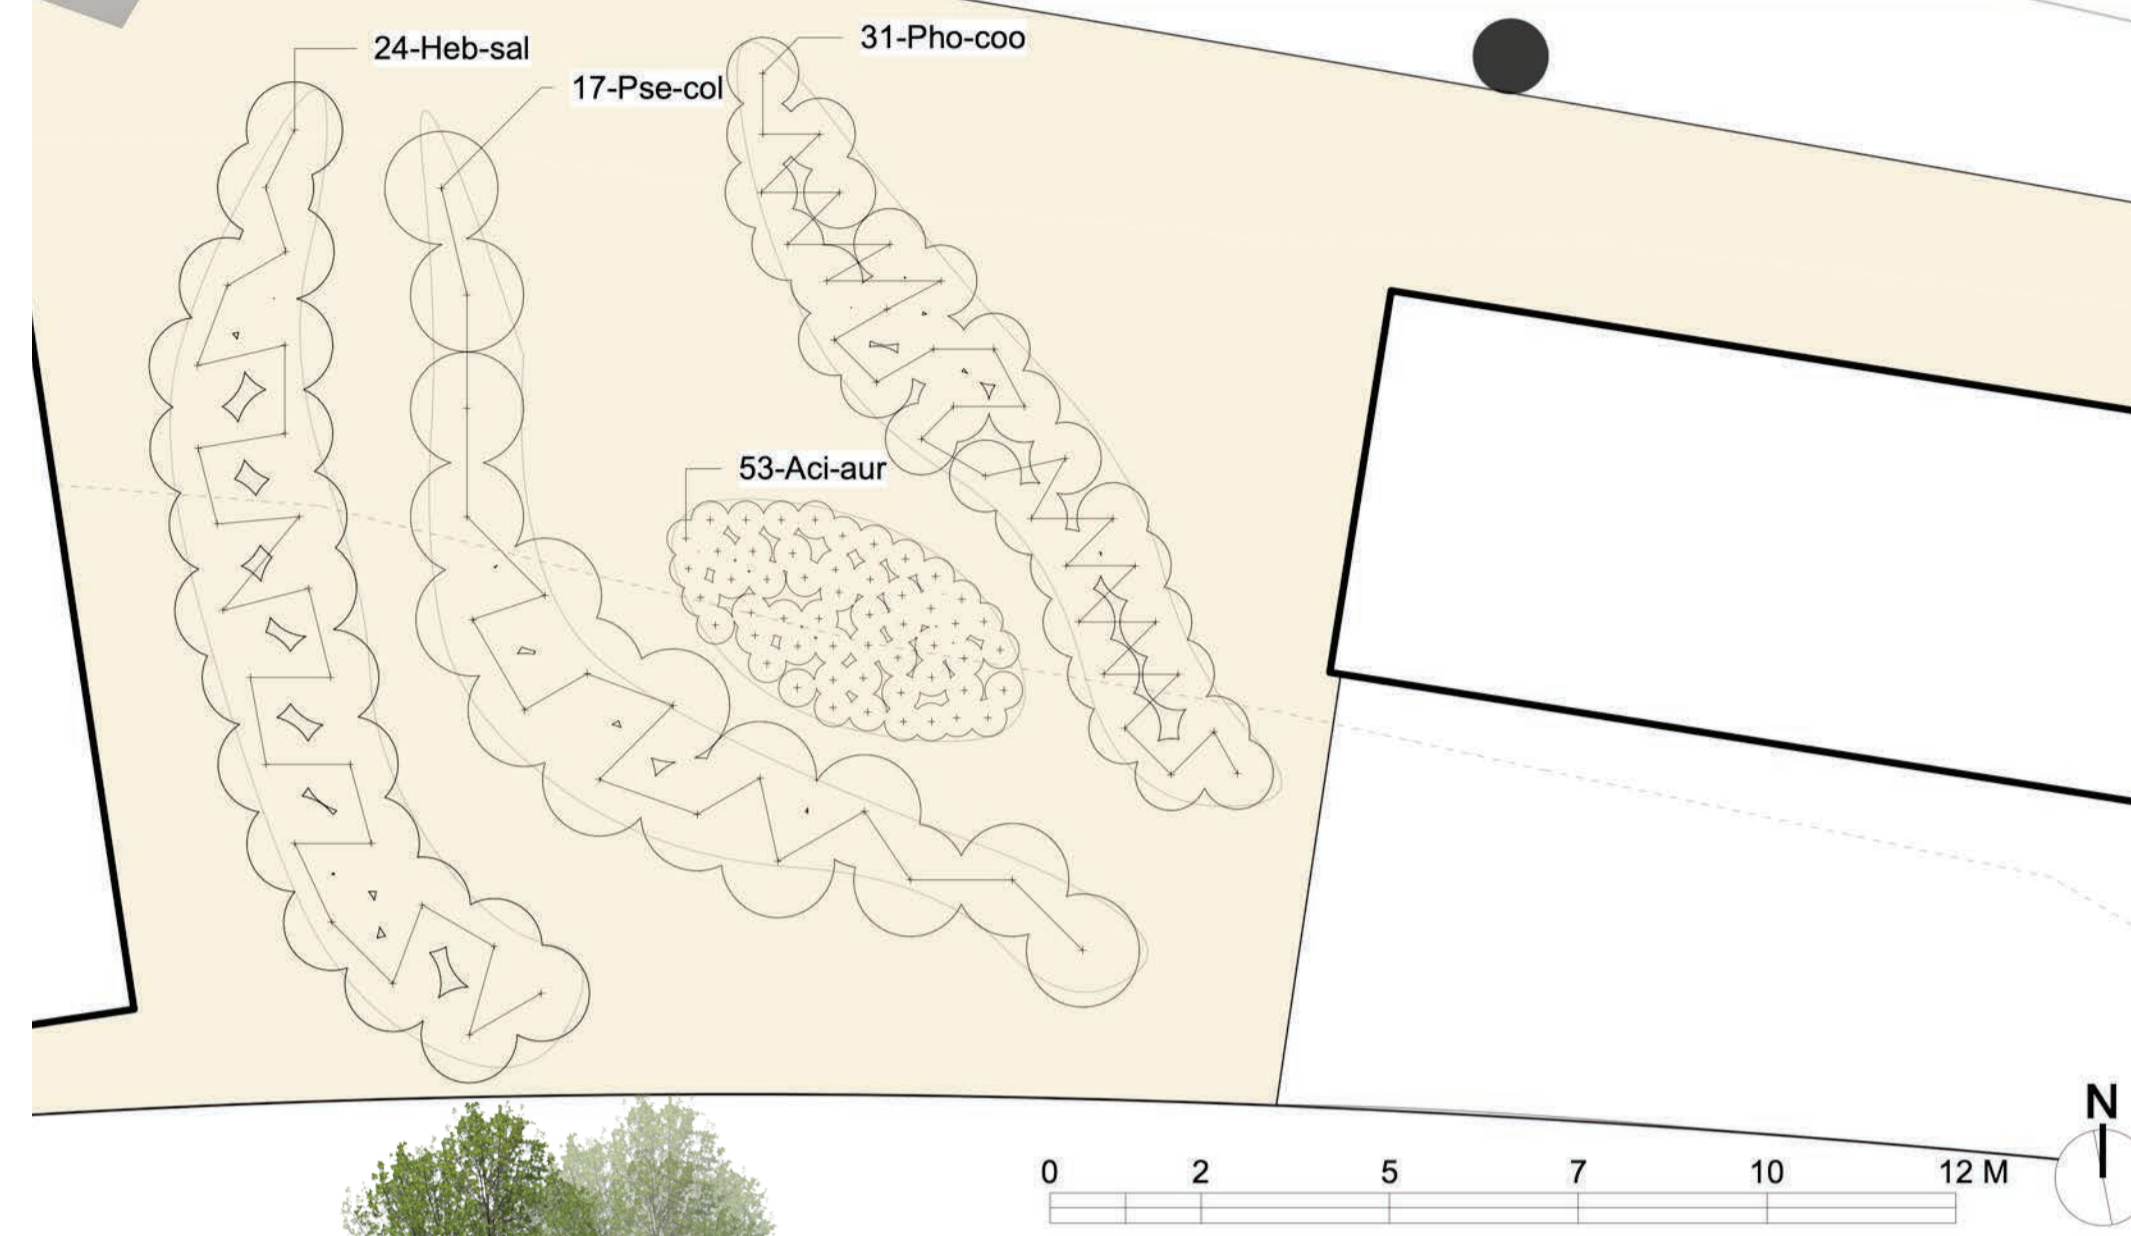 24-Heb-sal
31-Pho-coo
17-Pse-col
53-Aci-aur
N
0 2 5 7 10 12 M